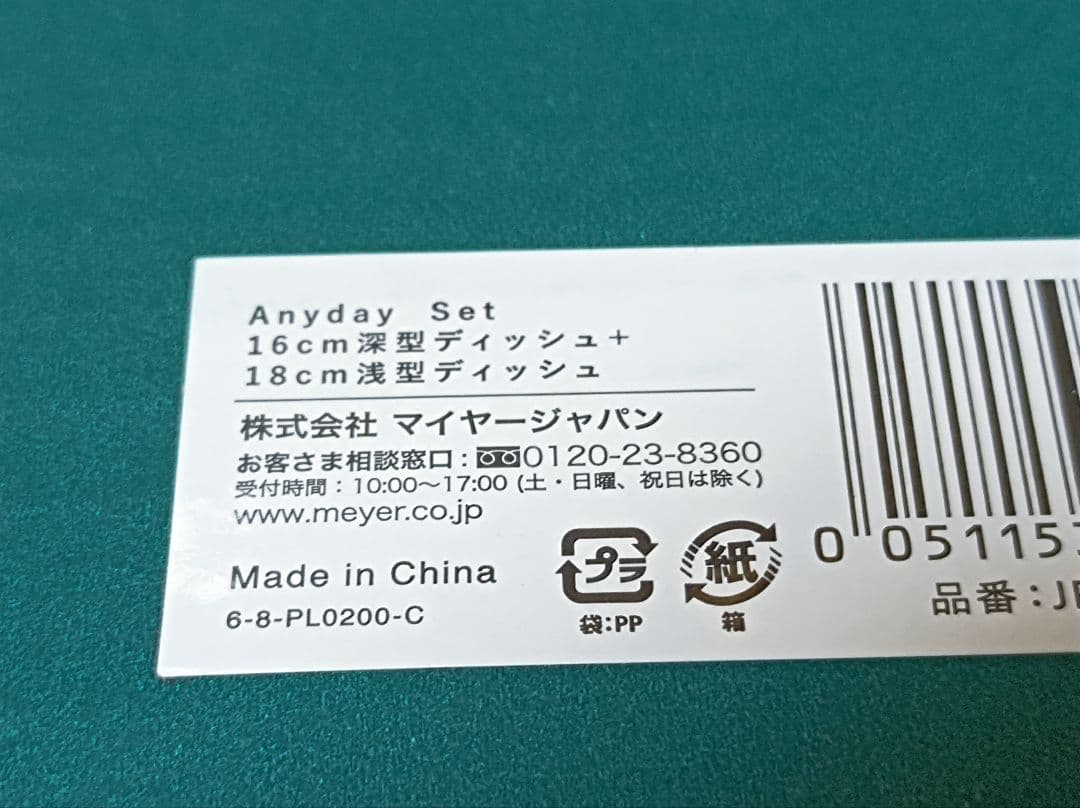 Anyday Set
16cm深型ディッシュ+
18cm浅型ディッシュ
株式会社 マイヤージャパン
お客さま相談窓口:0120-23-8360
受付時間:10:00~17:00 (土・日曜、祝日は除く)
www.meyer.co.jp
Made in China
6-8-PL0200-C
プラ
袋:PP
紙
箱
0 05115
品番:J